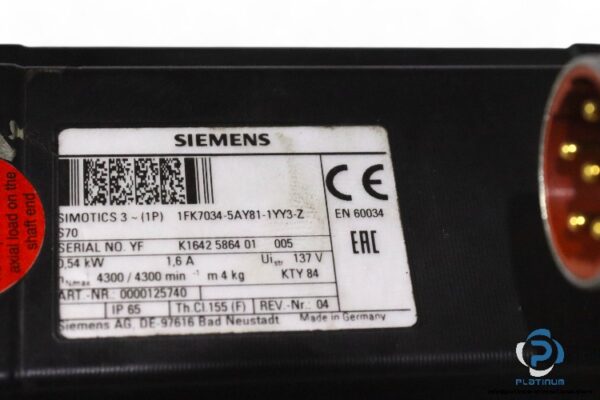 SIEMENS
SIMOTICS 3 ~ (1P) 1FK7034-5AY81-1YY3-Z
S70
SERIAL NO. YF K1642 5864 01 005
0,54 kW 1,6 A UiStr 137 V
nNmax 4300 / 4300 min-1 m 4 kg KTY 84
ART.-NR.: 0000125740
IP 65 Th.Cl.155 (F) REV.-Nr.: 04
Siemens AG, DE-97616 Bad Neustadt Made in Germany
CE
EN 60034
EAC
axial load on the
shaft end
PLATINUM